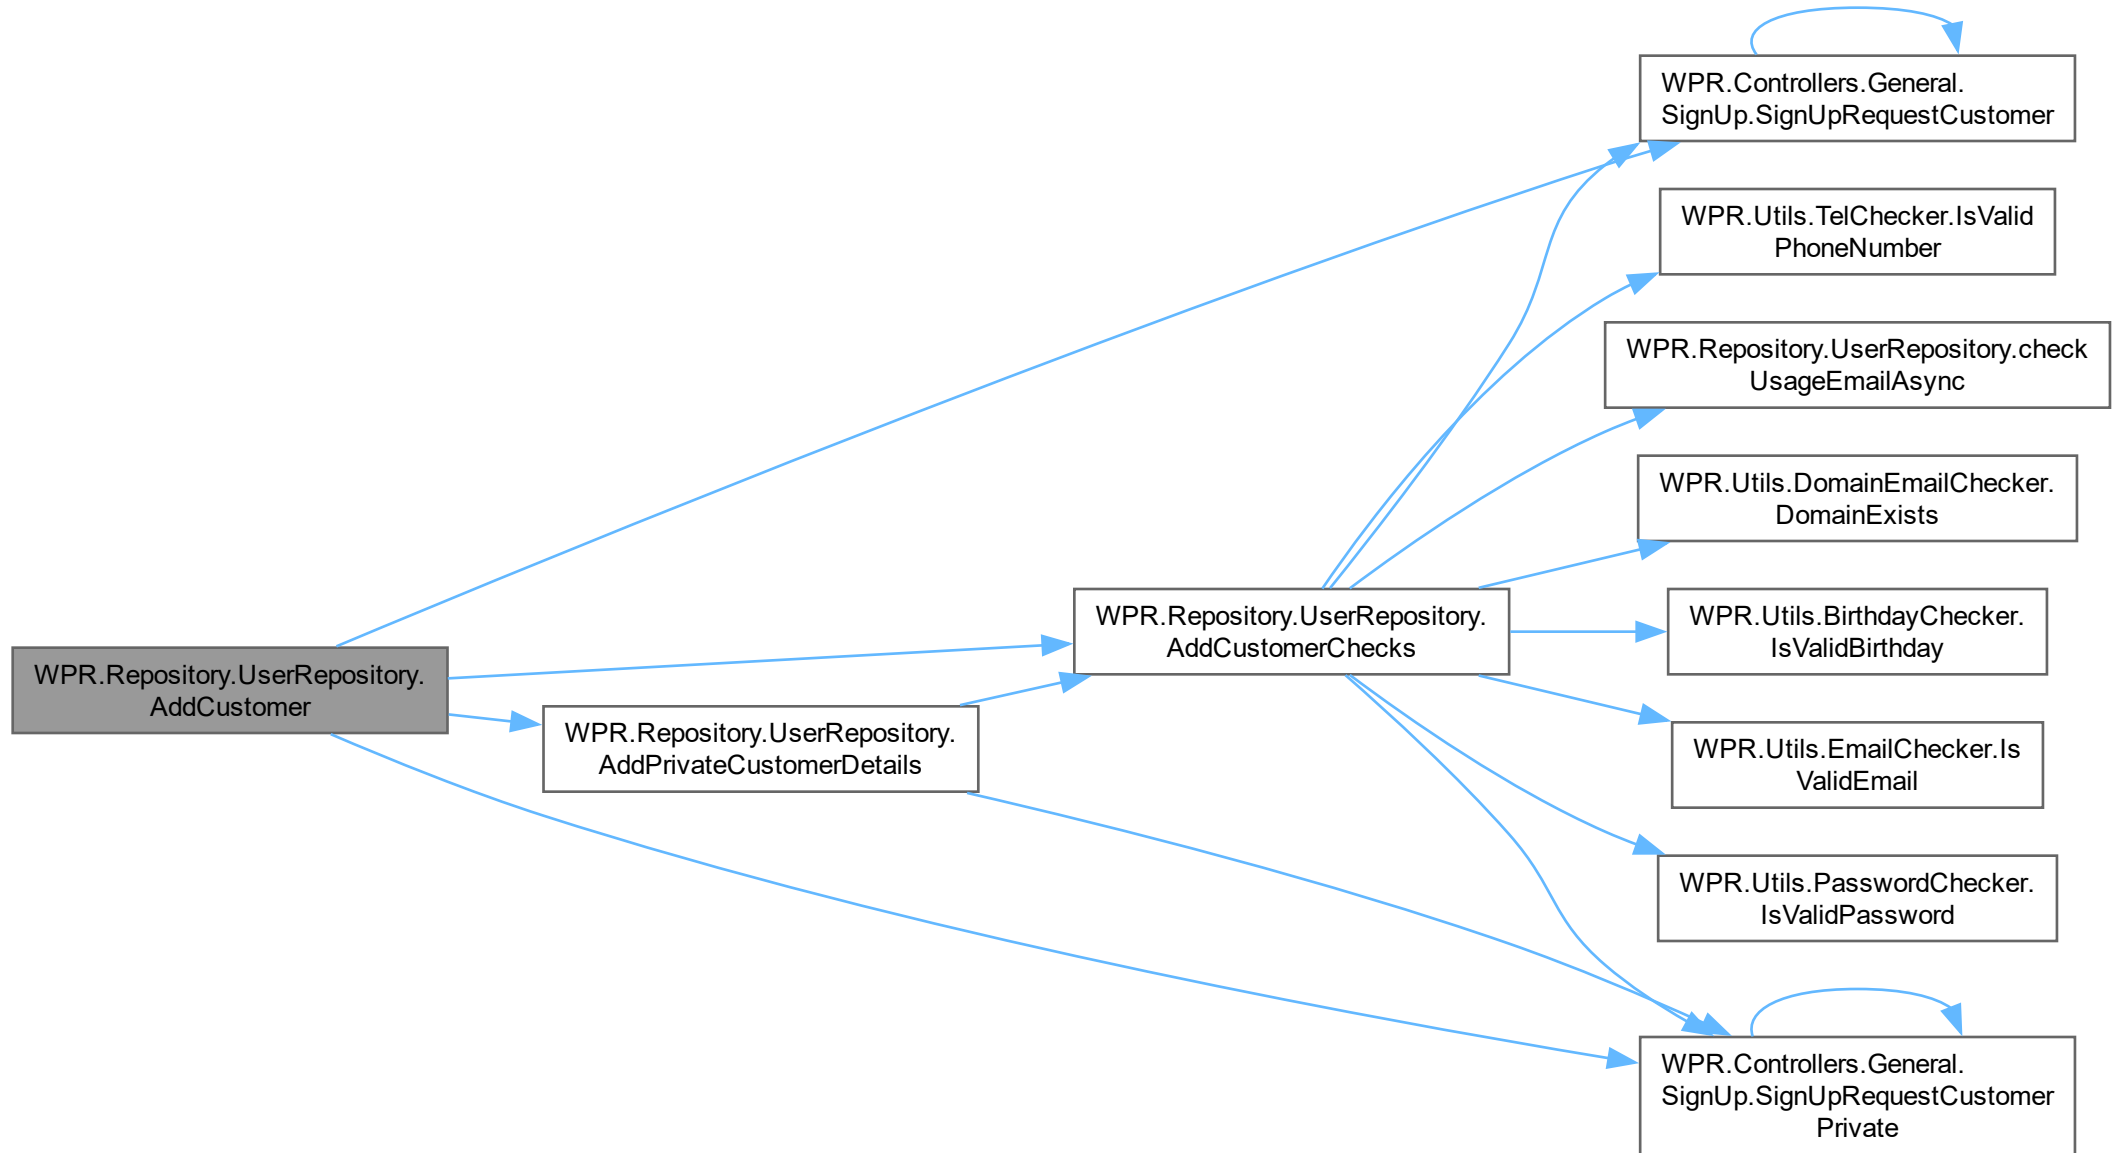 WPR.Controllers.General.
SignUp.SignUpRequestCustomer
WPR.Utils.TelChecker.IsValid
PhoneNumber
WPR.Repository.UserRepository.check
UsageEmailAsync
WPR.Utils.DomainEmailChecker.
DomainExists
WPR.Repository.UserRepository.
AddCustomerChecks
WPR.Utils.BirthdayChecker.
IsValidBirthday
WPR.Repository.UserRepository.
AddCustomer
WPR.Repository.UserRepository.
AddPrivateCustomerDetails
WPR.Utils.EmailChecker.Is
ValidEmail
WPR.Utils.PasswordChecker.
IsValidPassword
WPR.Controllers.General.
SignUp.SignUpRequestCustomer
Private